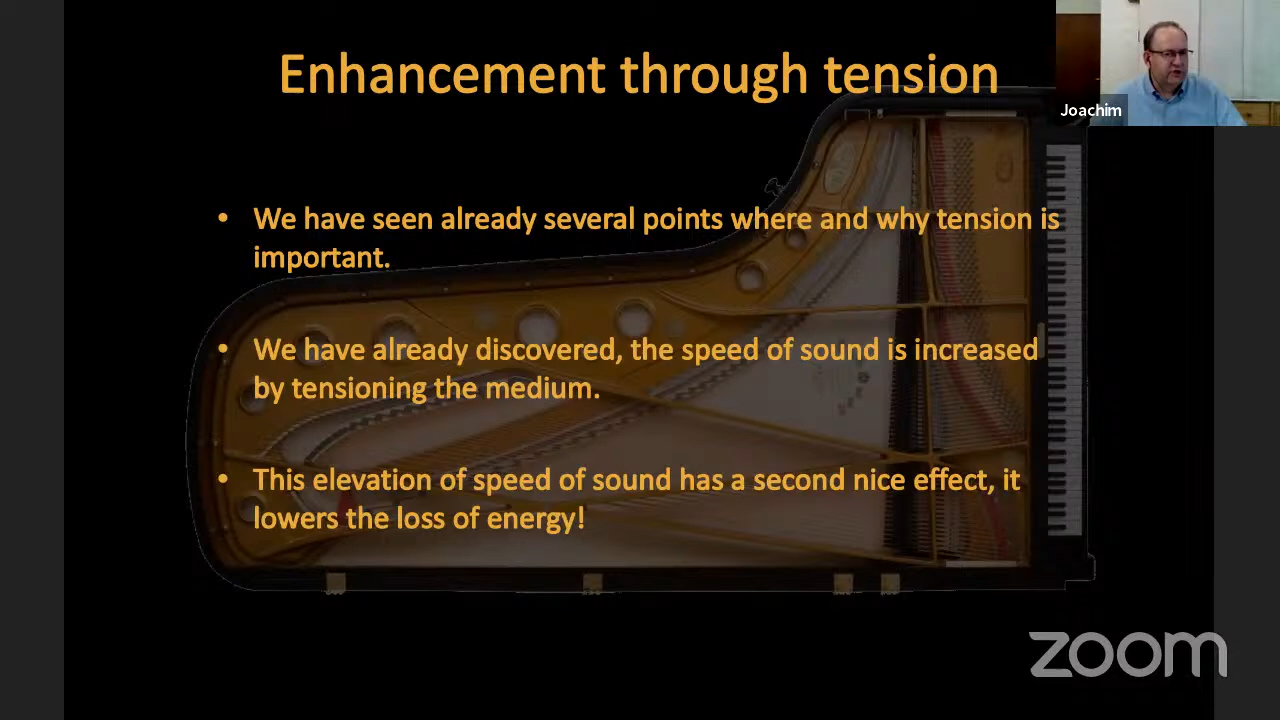 Enhancement through tension
Joachim
• We have seen already several points where and why tension is
important.
• We have already discovered, the speed of sound is increased
by tensioning the medium.
• This elevation of speed of sound has a second nice effect, it
lowers the loss of energy!
zoom